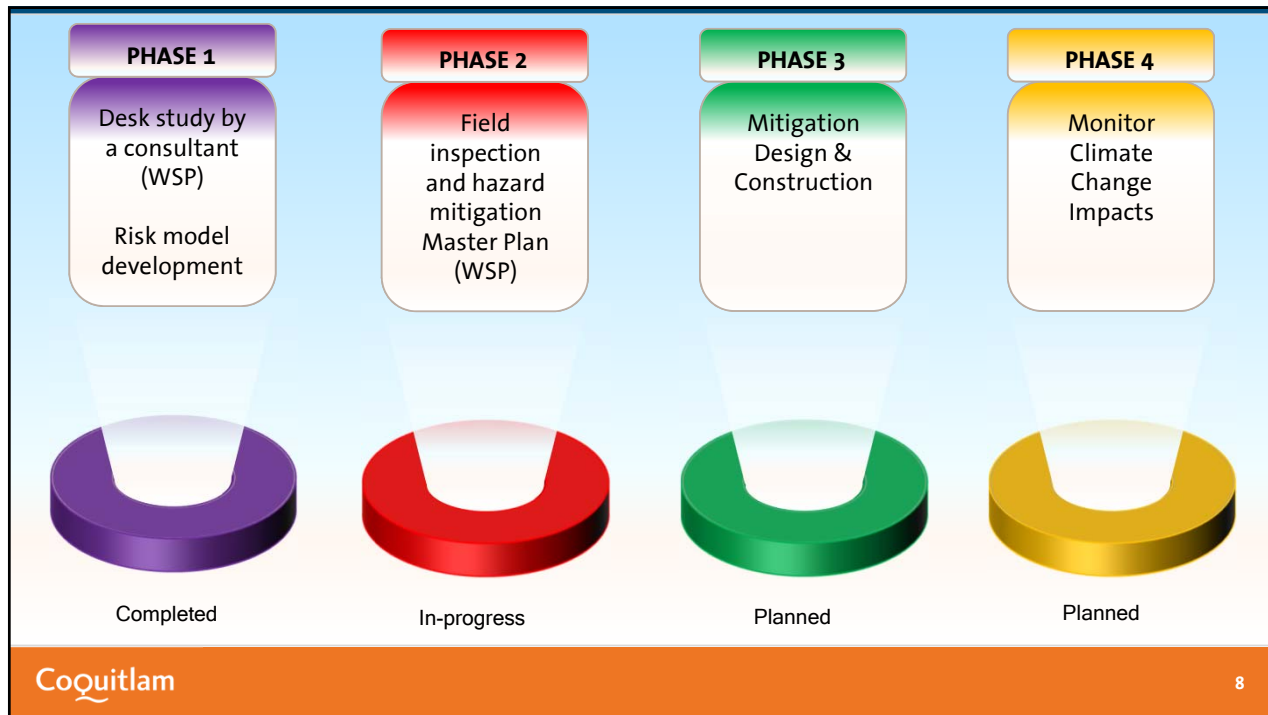 PHASE 1
Desk study by
a consultant
(WSP)
Risk model
development
Completed
PHASE 2
Field
inspection
and hazard
mitigation
Master Plan
(WSP)
In-progress
PHASE 3
Mitigation
Design &
Construction
Planned
PHASE 4
Monitor
Climate
Change
Impacts
Planned
Coquitlam
8